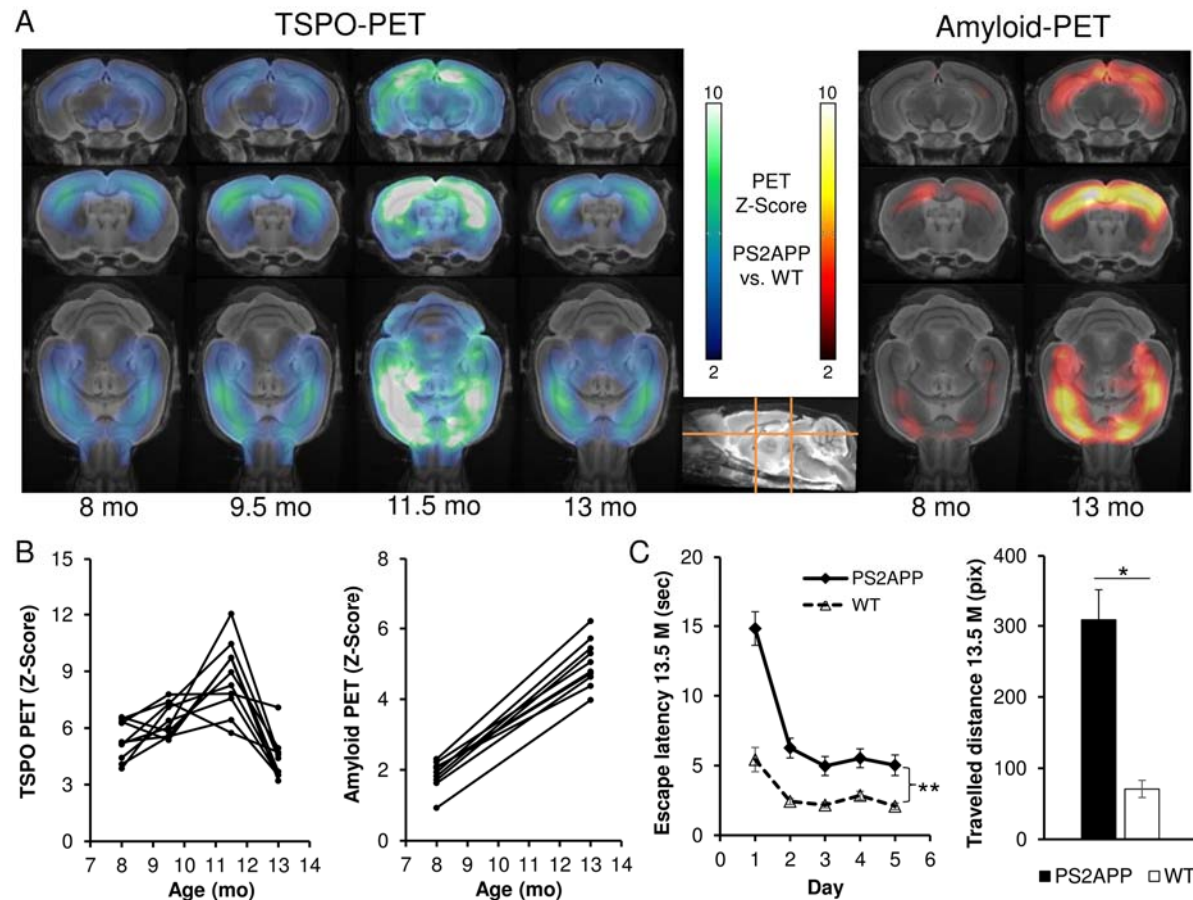 A
TSPO-PET
Amyloid-PET
10
10
PET
Z-Score
PS2APP
vs. WT
2
2
8 mo
9.5 mo
11.5 mo
13 mo
8 mo
13 mo
B
TSPO PET (Z-Score)
15
12
9
6
3
0
7 8 9 10 11 12 13 14
Age (mo)
Amyloid PET (Z-Score)
8
6
4
2
0
7 8 9 10 11 12 13 14
Age (mo)
C
Escape latency 13.5 M (sec)
20
15
10
5
0
PS2APP
WT
**
0 1 2 3 4 5 6
Day
Travelled distance 13.5 M (pix)
400
300
200
100
0
*
PS2APP WT